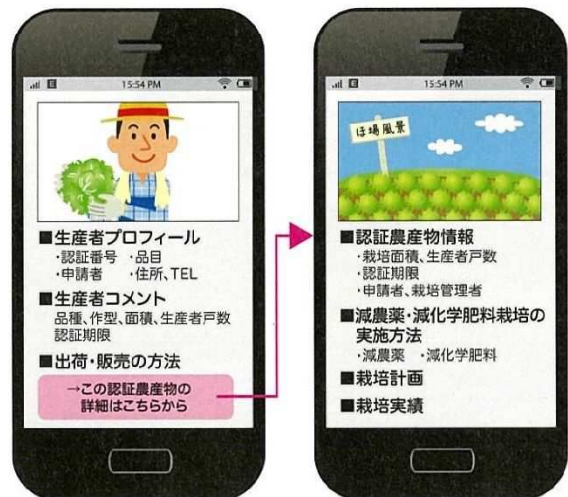 E 15:54 PM
■生産者プロフィール
・認証番号 ・品目
・申請者 ・住所、TEL
■生産者コメント
品種、作型、面積、生産者戸数
認証期限
■出荷・販売の方法
→この認証農産物の
詳細はこちらから
E 15:54 PM
ほ場風景
■認証農産物情報
・栽培面積、生産者戸数
・認証期限
・申請者、栽培管理者
■減農薬・減化学肥料栽培の
実施方法
・減農薬 ・減化学肥料
■栽培計画
■栽培実績